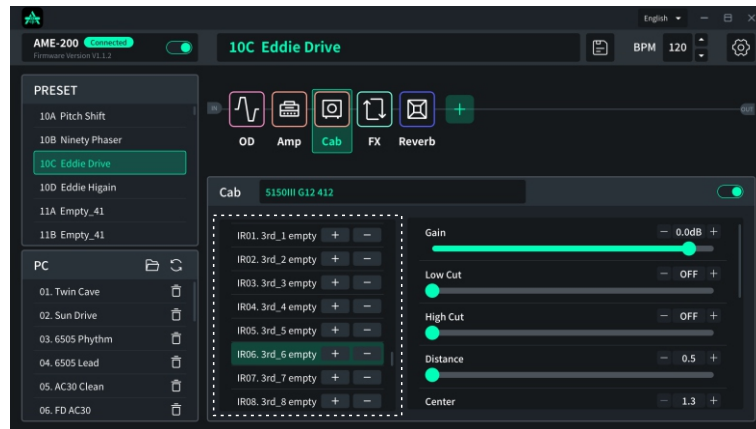 English
AME-200 Connected
Firmware Version V1.1.2
10C Eddie Drive
BPM 120
PRESET
10A Pitch Shift
10B Ninety Phaser
10C Eddie Drive
10D Eddie Higain
11A Empty_41
11B Empty_41
PC
01. Twin Cave
02. Sun Drive
03. 6505 Phythm
04. 6505 Lead
05. AC30 Clean
06. FD AC30
IN
OUT
OD Amp Cab FX Reverb
Cab 5150III G12 412
IR01. 3rd_1 empty + −
IR02. 3rd_2 empty + −
IR03. 3rd_3 empty + −
IR04. 3rd_4 empty + −
IR05. 3rd_5 empty + −
IR06. 3rd_6 empty + −
IR07. 3rd_7 empty + −
IR08. 3rd_8 empty + −
Gain − 0.0dB +
Low Cut − OFF +
High Cut − OFF +
Distance − 0.5 +
Center − 1.3 +